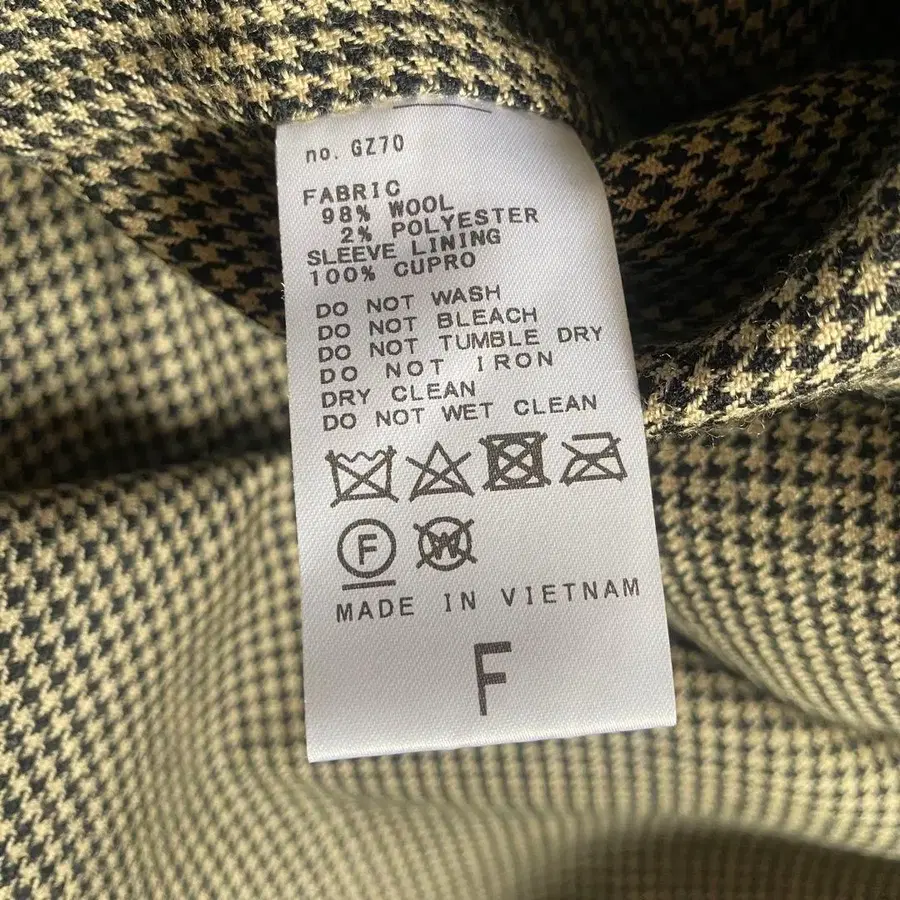 no. GZ70
FABRIC
98% WOOL
2% POLYESTER
SLEEVE LINING
100% CUPRO
DO NOT WASH
DO NOT BLEACH
DO NOT TUMBLE DRY
DO NOT IRON
DRY CLEAN
DO NOT WET CLEAN
F W
MADE IN VIETNAM
F